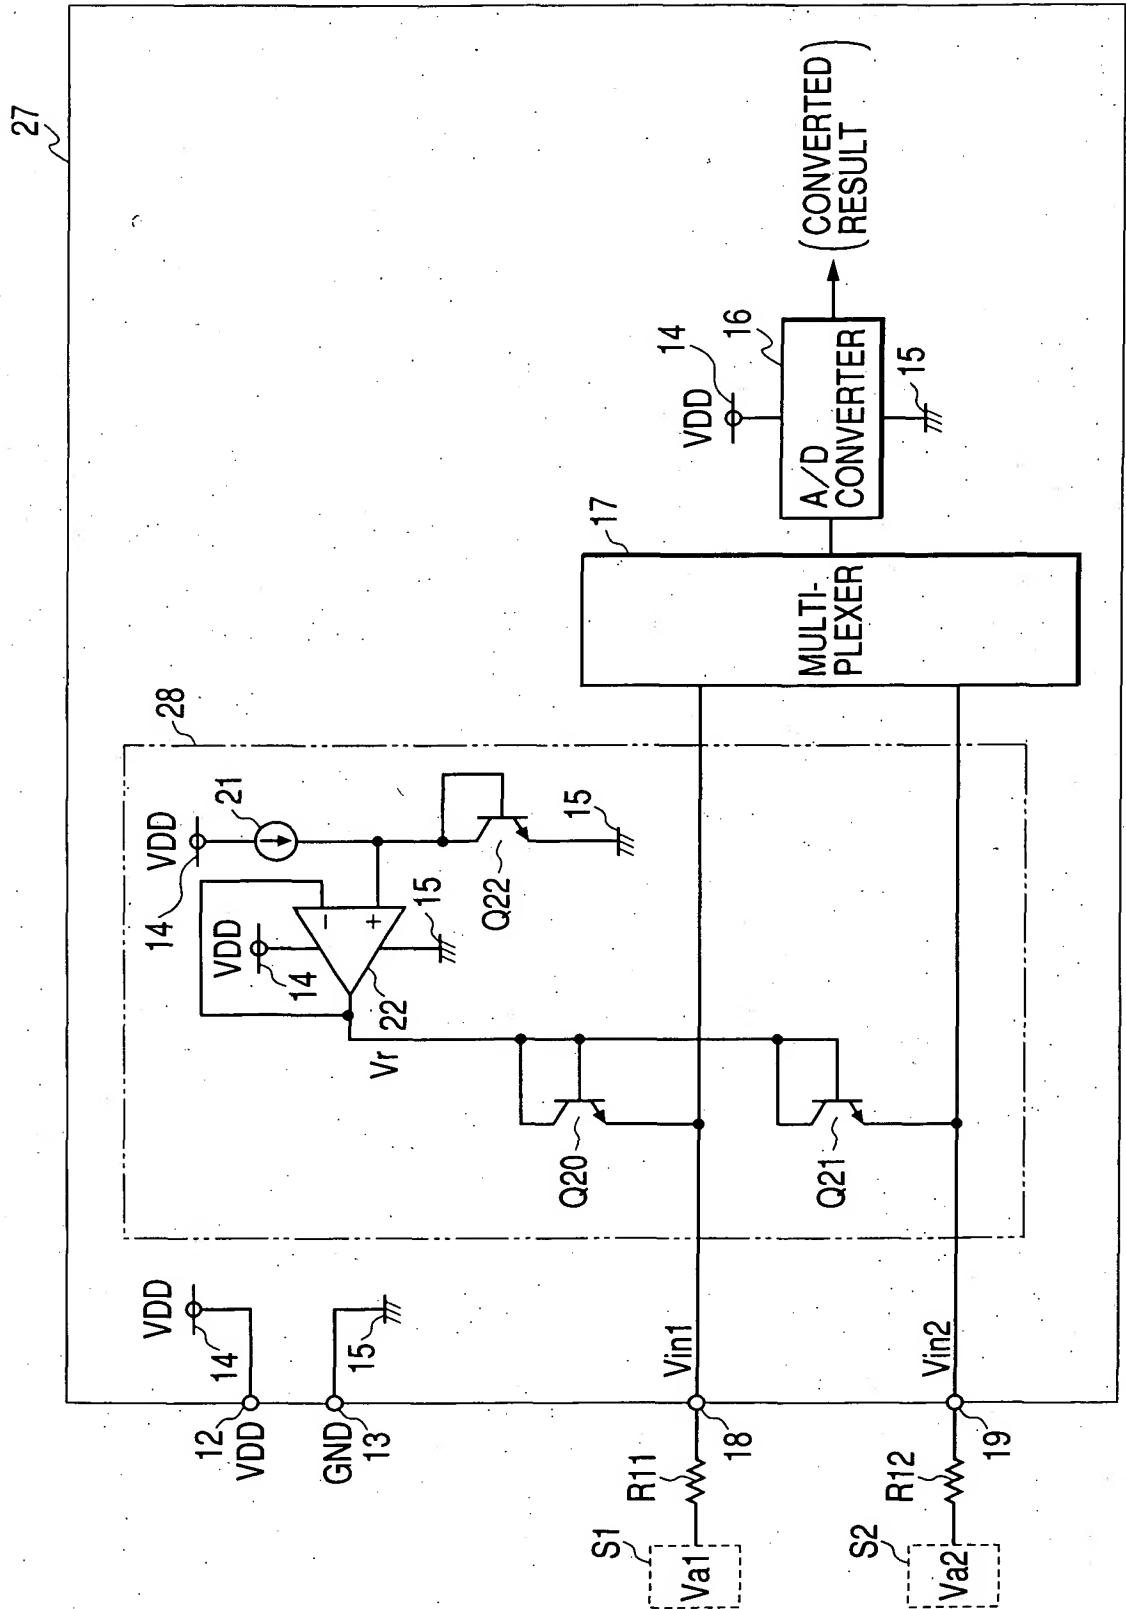 27
28
VDD
14
21
VDD
14
-
+
22
15
Q22
15
Vr
Q20
Q21
VDD
14
15
12
VDD
GND
13
Vin1
18
R11
S1
Va1
Vin2
19
R12
S2
Va2
17
MULTI-
PLEXER
VDD
14
16
A/D
CONVERTER
15
(CONVERTED
RESULT)